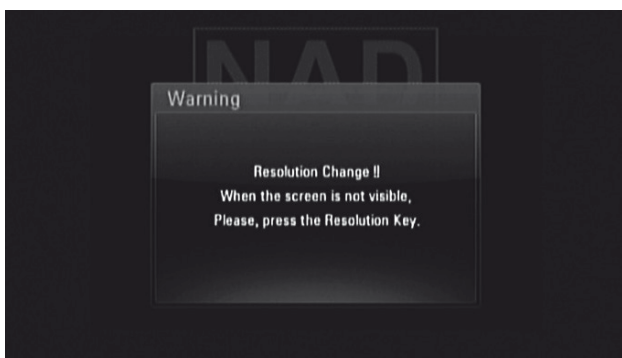 NAD
Warning
Resolution Change !!
When the screen is not visible,
Please, press the Resolution Key.